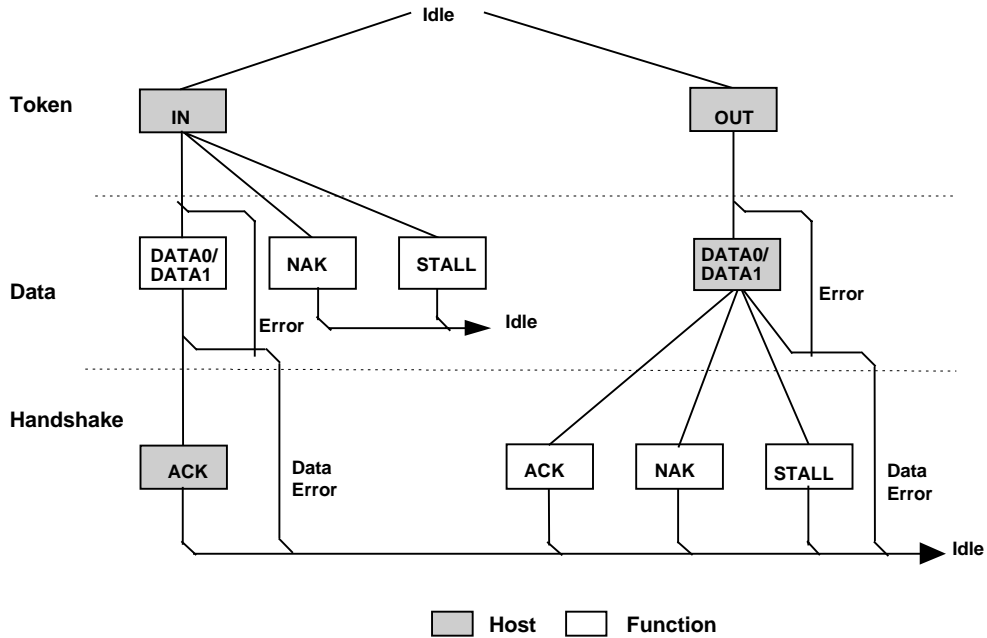 Idle
Token
IN
OUT
DATA0/
DATA1
NAK
STALL
DATA0/
DATA1
Data
Error
Idle
Error
Handshake
ACK
Data
Error
ACK
NAK
STALL
Data
Error
Idle
Host
Function